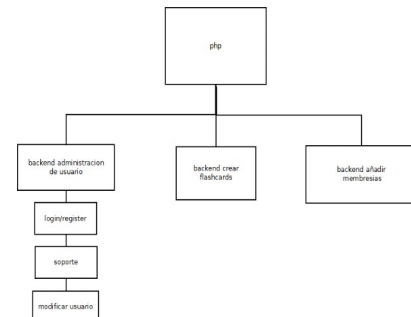 php
backend administracion
de usuario
backend crear
flashcards
backend añadir
membresias
login/register
soporte
modificar usuario